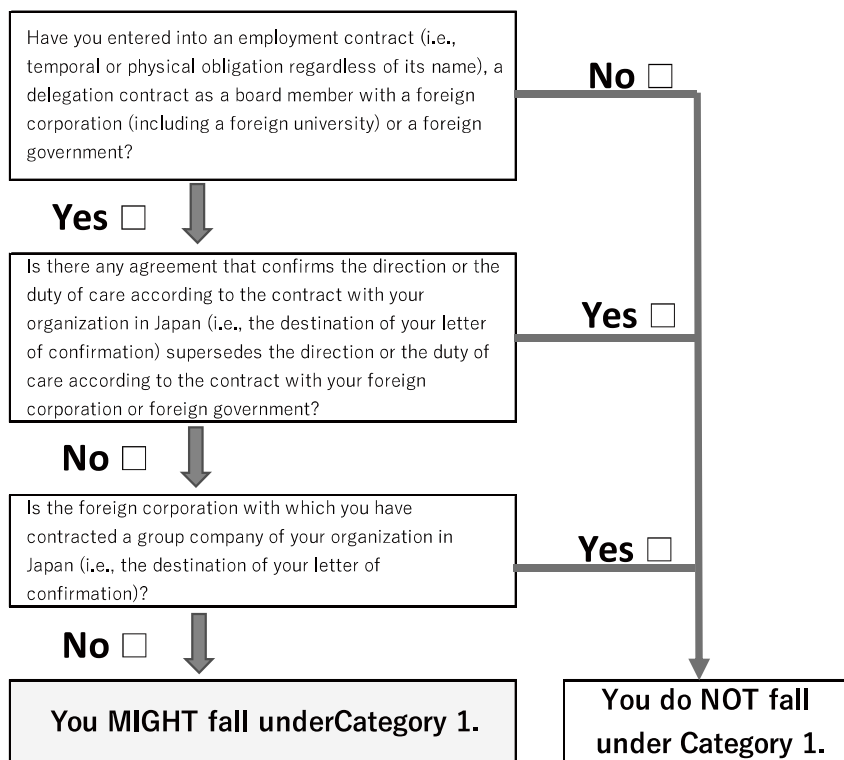 Have you entered into an employment contract (i.e.,
temporal or physical obligation regardless of its name), a
delegation contract as a board member with a foreign
corporation (including a foreign university) or a foreign
government?
No □
Yes □
Is there any agreement that confirms the direction or the
duty of care according to the contract with your
organization in Japan (i.e., the destination of your letter
of confirmation) supersedes the direction or the duty of
care according to the contract with your foreign
corporation or foreign government?
Yes □
No □
Is the foreign corporation with which you have
contracted a group company of your organization in
Japan (i.e., the destination of your letter of
confirmation)?
Yes □
No □
You MIGHT fall underCategory 1.
You do NOT fall
under Category 1.